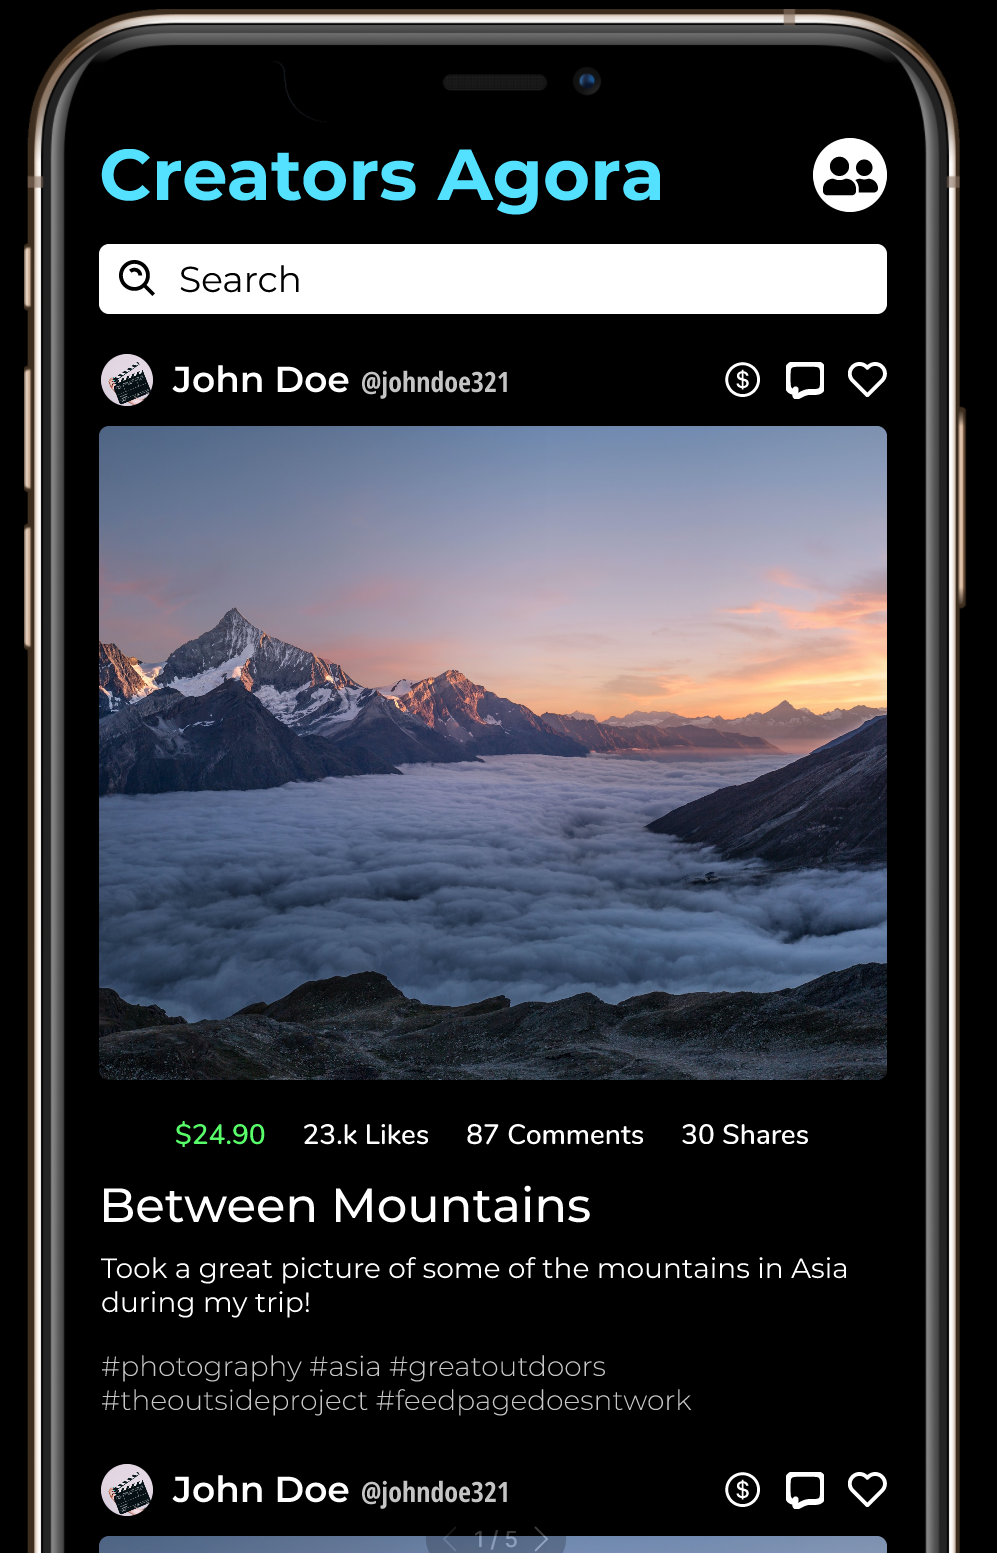 Creators Agora
Search
John Doe @johndoe321
$24.90 23.k Likes 87 Comments 30 Shares
Between Mountains
Took a great picture of some of the mountains in Asia
during my trip!
#photography #asia #greatoutdoors
#theoutsideproject #feedpagedoesntwork
John Doe @johndoe321
1 / 5